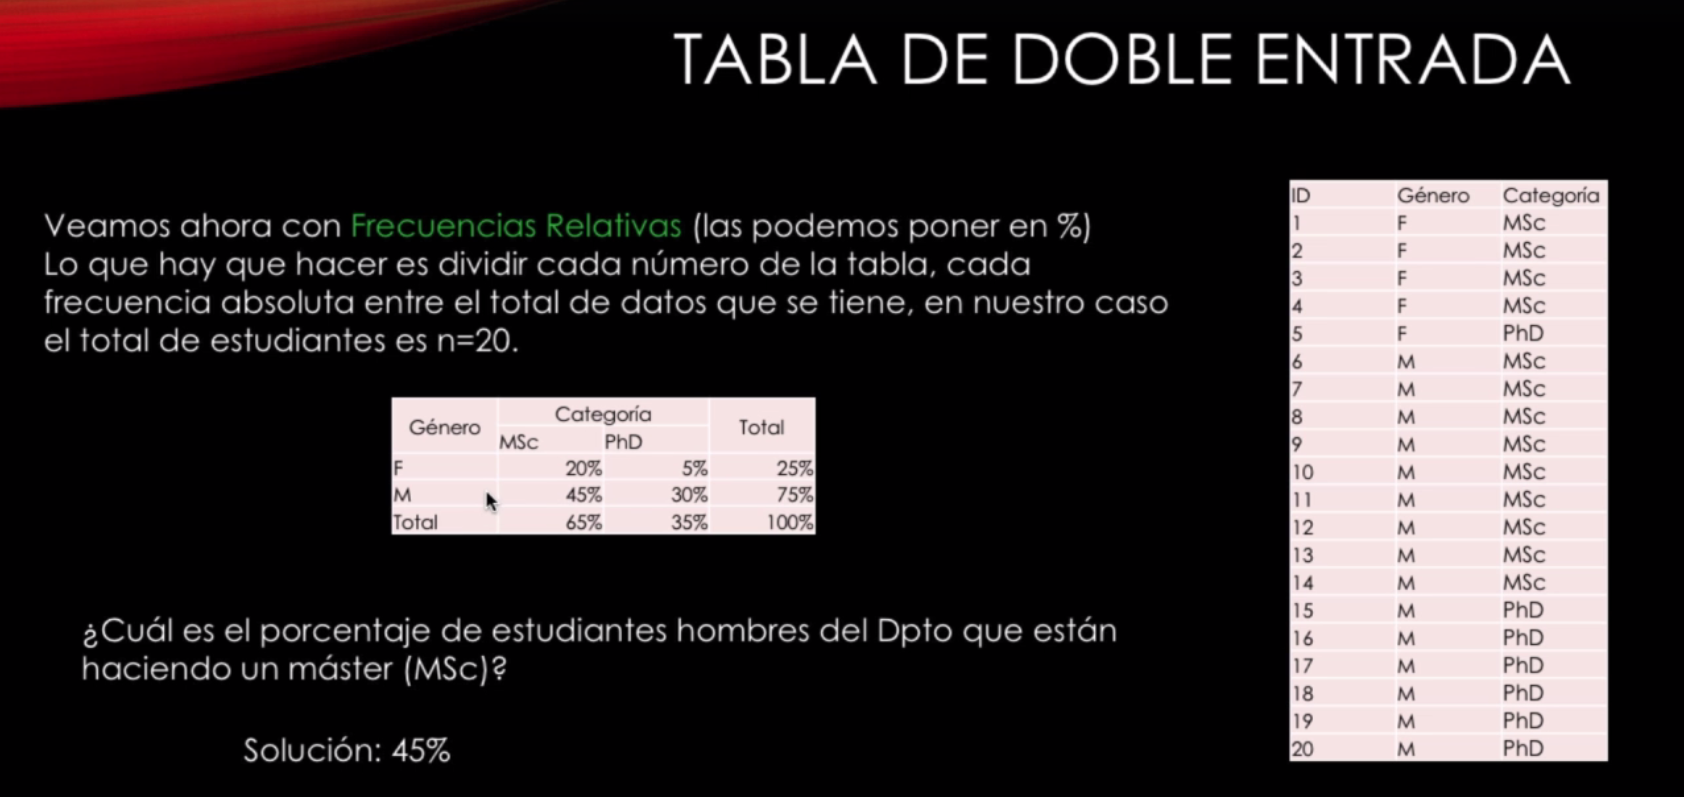 TABLA DE DOBLE ENTRADA
Veamos ahora con Frecuencias Relativas (las podemos poner en %)
Lo que hay que hacer es dividir cada número de la tabla, cada
frecuencia absoluta entre el total de datos que se tiene, en nuestro caso
el total de estudiantes es n=20.
Género Categoría Total
MSc PhD
F 20% 5% 25%
M 45% 30% 75%
Total 65% 35% 100%
¿Cuál es el porcentaje de estudiantes hombres del Dpto que están
haciendo un máster (MSc)?
Solución: 45%
ID Género Categoría
1 F MSc
2 F MSc
3 F MSc
4 F MSc
5 F PhD
6 M MSc
7 M MSc
8 M MSc
9 M MSc
10 M MSc
11 M MSc
12 M MSc
13 M MSc
14 M MSc
15 M PhD
16 M PhD
17 M PhD
18 M PhD
19 M PhD
20 M PhD